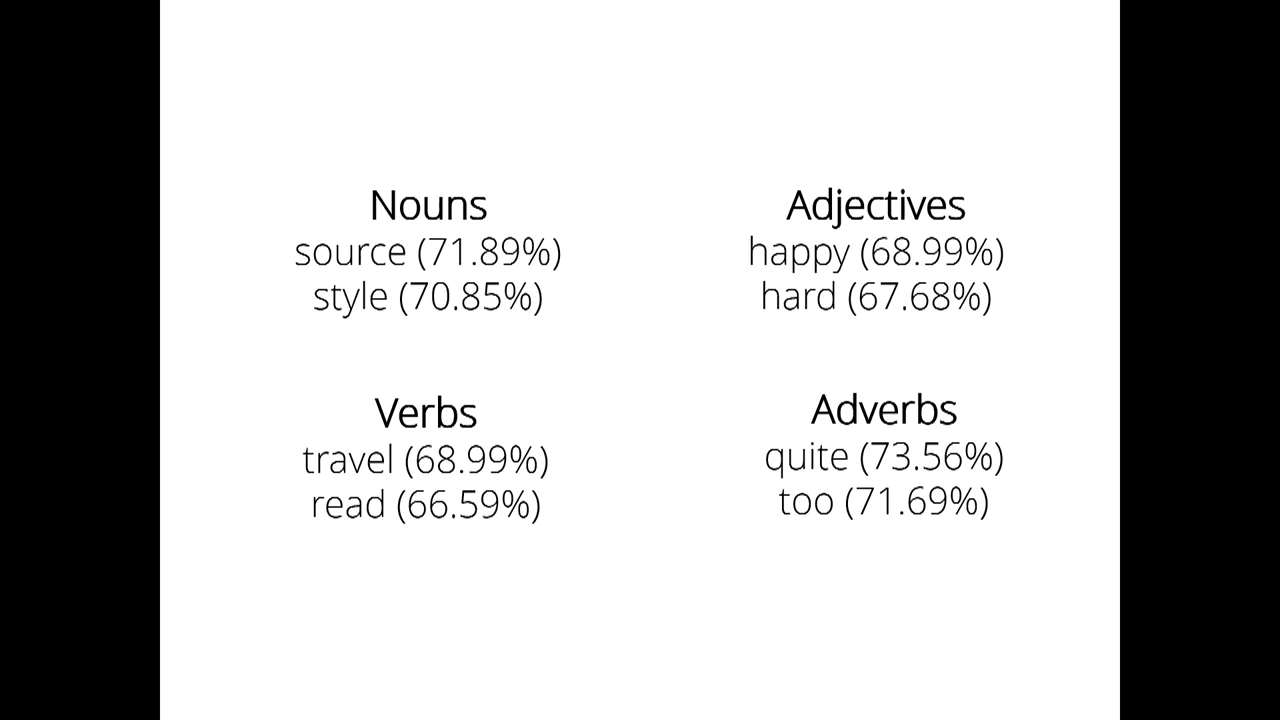 Nouns
source (71.89%)
style (70.85%)
Adjectives
happy (68.99%)
hard (67.68%)
Verbs
travel (68.99%)
read (66.59%)
Adverbs
quite (73.56%)
too (71.69%)